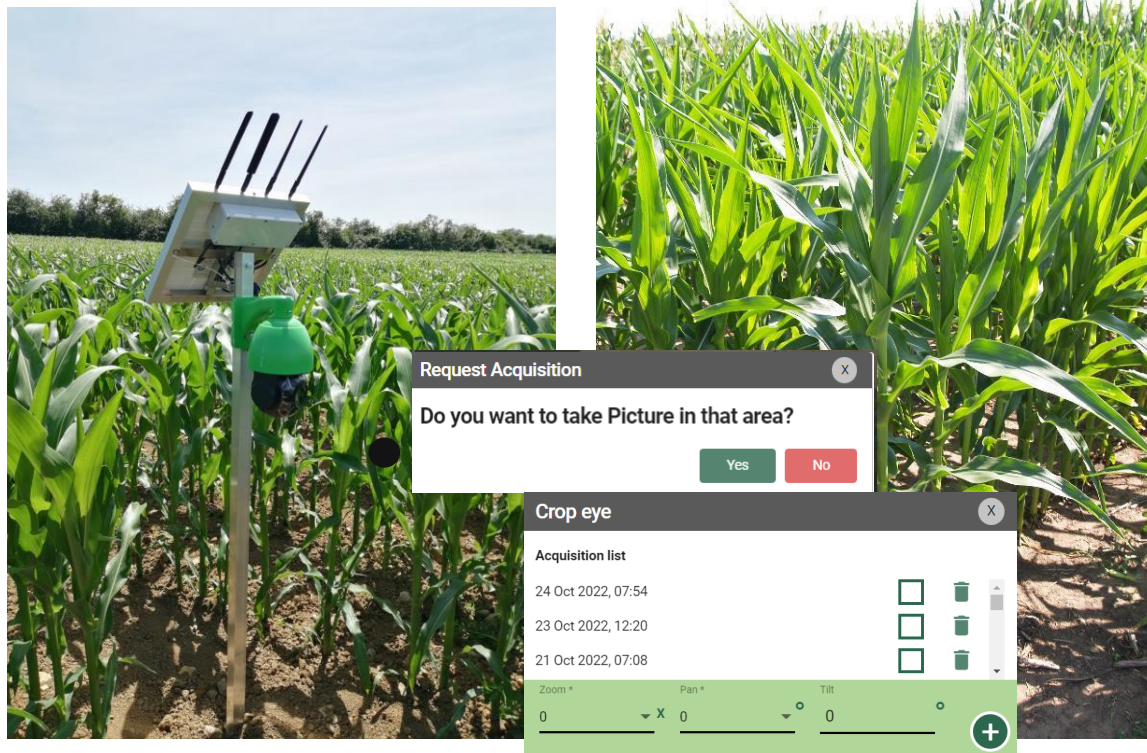 Request Acquisition X
Do you want to take Picture in that area?
Yes No
Crop eye X
Acquisition list
24 Oct 2022, 07:54
23 Oct 2022, 12:20
21 Oct 2022, 07:08
Zoom * Pan * Tilt
0 X 0 ° 0 °
+